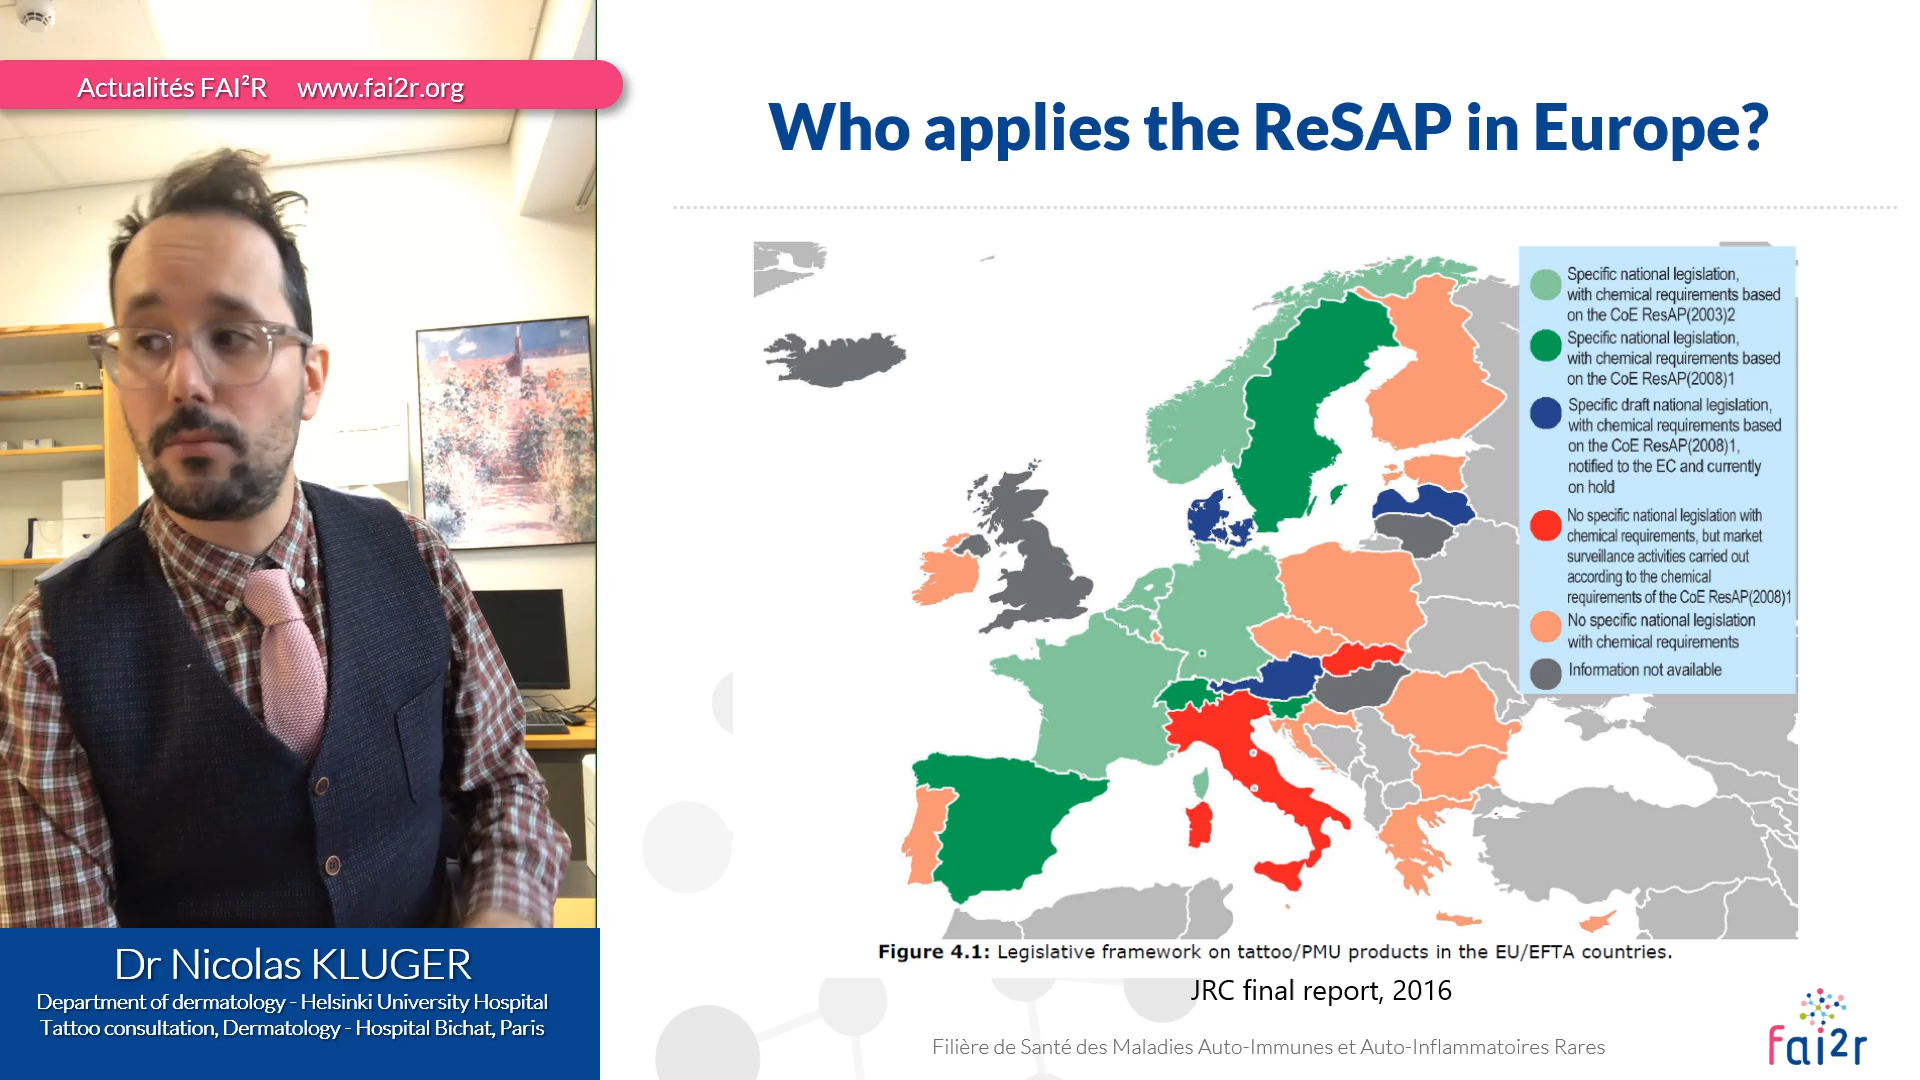 Actualités FAI²R www.fai2r.org
Who applies the ReSAP in Europe?
Specific national legislation,
with chemical requirements based
on the CoE ResAP(2003)2
Specific national legislation,
with chemical requirements based
on the CoE ResAP(2008)1
Specific draft national legislation,
with chemical requirements based
on the CoE ResAP(2008)1,
notified to the EC and currently
on hold
No specific national legislation with
chemical requirements, but market
surveillance activities carried out
according to the chemical
requirements of the CoE ResAP(2008)1
No specific national legislation
with chemical requirements
Information not available
Figure 4.1: Legislative framework on tattoo/PMU products in the EU/EFTA countries.
JRC final report, 2016
Dr Nicolas KLUGER
Department of dermatology - Helsinki University Hospital
Tattoo consultation, Dermatology - Hospital Bichat, Paris
Filière de Santé des Maladies Auto-Immunes et Auto-Inflammatoires Rares
fai2r